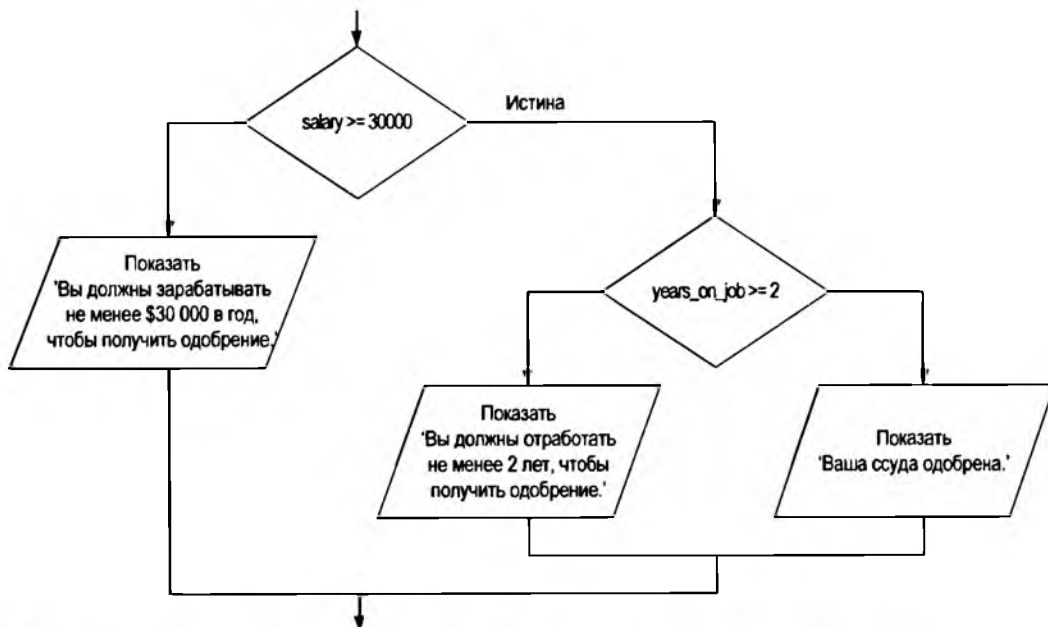 Истина
salary >= 30000
Показать
'Вы должны зарабатывать
не менее $30 000 в год,
чтобы получить одобрение.'
years_on_job >= 2
Показать
'Вы должны отработать
не менее 2 лет, чтобы
получить одобрение.'
Показать
'Ваша ссуда одобрена.'